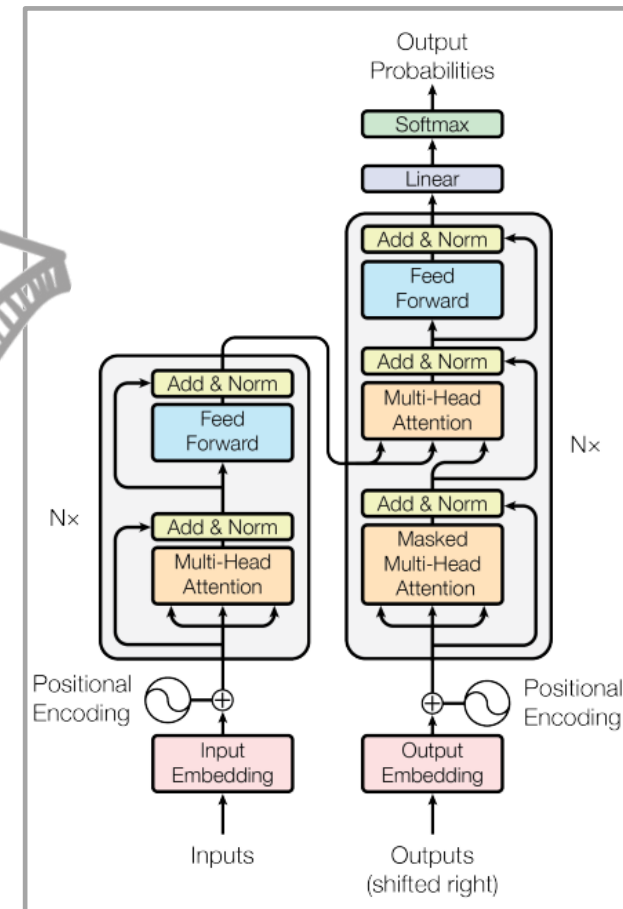 Output
Probabilities
Softmax
Linear
Add & Norm
Feed
Forward
Add & Norm
Multi-Head
Attention
Add & Norm
Masked
Multi-Head
Attention
Nx
Add & Norm
Feed
Forward
Add & Norm
Multi-Head
Attention
Nx
Positional
Encoding
Positional
Encoding
Input
Embedding
Output
Embedding
Inputs
Outputs
(shifted right)